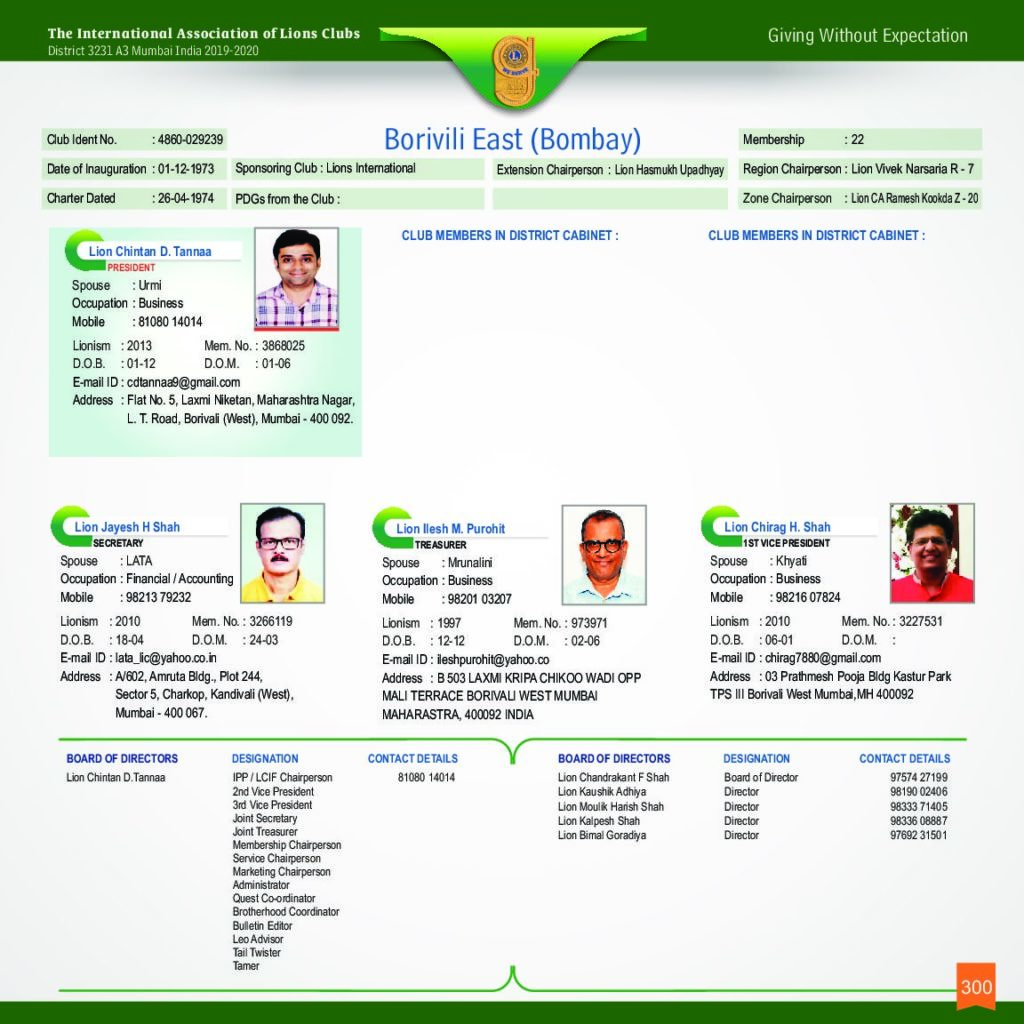 The International Association of Lions Clubs
District 3231 A3 Mumbai India 2019-2020
Giving Without Expectation
Borivili East (Bombay)
Club Ident No. : 4860-029239
Membership : 22
Date of Inauguration : 01-12-1973
Sponsoring Club : Lions International
Extension Chairperson : Lion Hasmukh Upadhyay
Region Chairperson : Lion Vivek Narsaria R - 7
Charter Dated : 26-04-1974
PDGs from the Club :
Zone Chairperson : Lion CA Ramesh Kookda Z - 20
Lion Chintan D. Tannaa
PRESIDENT
Spouse : Urmi
Occupation : Business
Mobile : 81080 14014
Lionism : 2013 Mem. No. : 3868025
D.O.B. : 01-12 D.O.M. : 01-06
E-mail ID : cdtannaa9@gmail.com
Address : Flat No. 5, Laxmi Niketan, Maharashtra Nagar,
L. T. Road, Borivali (West), Mumbai - 400 092.
CLUB MEMBERS IN DISTRICT CABINET :
CLUB MEMBERS IN DISTRICT CABINET :
Lion Jayesh H Shah
SECRETARY
Spouse : LATA
Occupation : Financial / Accounting
Mobile : 98213 79232
Lionism : 2010 Mem. No. : 3266119
D.O.B. : 18-04 D.O.M. : 24-03
E-mail ID : lata_lic@yahoo.co.in
Address : A/602, Amruta Bldg., Plot 244,
Sector 5, Charkop, Kandivali (West),
Mumbai - 400 067.
Lion Ilesh M. Purohit
TREASURER
Spouse : Mrunalini
Occupation : Business
Mobile : 98201 03207
Lionism : 1997 Mem. No. : 973971
D.O.B. : 12-12 D.O.M. : 02-06
E-mail ID : ileshpurohit@yahoo.co
Address : B 503 LAXMI KRIPA CHIKOO WADI OPP
MALI TERRACE BORIVALI WEST MUMBAI
MAHARASTRA, 400092 INDIA
Lion Chirag H. Shah
1ST VICE PRESIDENT
Spouse : Khyati
Occupation : Business
Mobile : 98216 07824
Lionism : 2010 Mem. No. : 3227531
D.O.B. : 06-01 D.O.M. :
E-mail ID : chirag7880@gmail.com
Address : 03 Prathmesh Pooja Bldg Kastur Park
TPS III Borivali West Mumbai,MH 400092
BOARD OF DIRECTORS DESIGNATION CONTACT DETAILS
Lion Chintan D.Tannaa IPP / LCIF Chairperson 81080 14014
2nd Vice President
3rd Vice President
Joint Secretary
Joint Treasurer
Membership Chairperson
Service Chairperson
Marketing Chairperson
Administrator
Quest Co-ordinator
Brotherhood Coordinator
Bulletin Editor
Leo Advisor
Tail Twister
Tamer
BOARD OF DIRECTORS DESIGNATION CONTACT DETAILS
Lion Chandrakant F Shah Board of Director 97574 27199
Lion Kaushik Adhiya Director 98190 02406
Lion Moulik Harish Shah Director 98333 71405
Lion Kalpesh Shah Director 98336 08887
Lion Bimal Goradiya Director 97692 31501
300